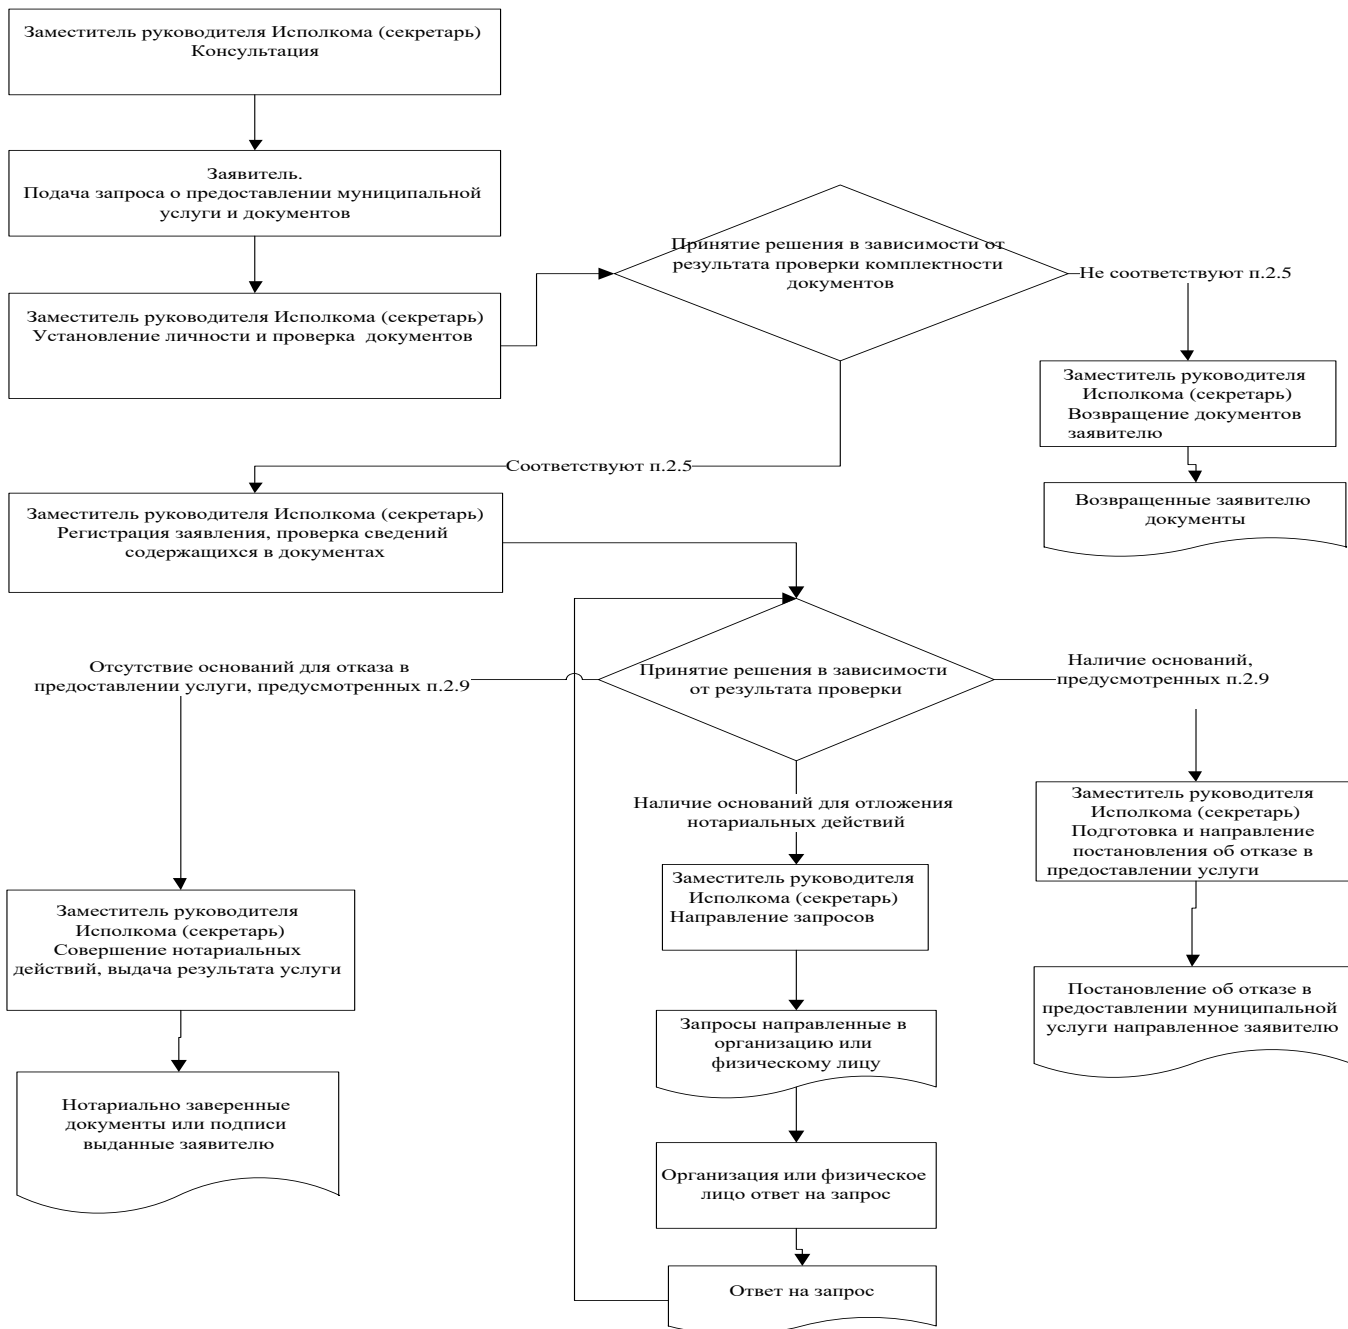 Заместитель руководителя Исполкома (секретарь)
Консультация
Заявитель.
Подача запроса о предоставлении муниципальной
услуги и документов
Заместитель руководителя Исполкома (секретарь)
Установление личности и проверка документов
Принятие решения в зависимости от
результата проверки комплектности
документов
Не соответствуют п.2.5
Заместитель руководителя
Исполкома (секретарь)
Возвращение документов
заявителю
Возвращенные заявителю
документы
Соответствуют п.2.5
Заместитель руководителя Исполкома (секретарь)
Регистрация заявления, проверка сведений
содержащихся в документах
Принятие решения в зависимости
от результата проверки
Отсутствие оснований для отказа в
предоставлении услуги, предусмотренных п.2.9
Наличие оснований,
предусмотренных п.2.9
Наличие оснований для отложения
нотариальных действий
Заместитель руководителя
Исполкома (секретарь)
Совершение нотариальных
действий, выдача результата услуги
Нотариально заверенные
документы или подписи
выданные заявителю
Заместитель руководителя
Исполкома (секретарь)
Направление запросов
Запросы направленные в
организацию или
физическому лицу
Организация или физическое
лицо ответ на запрос
Ответ на запрос
Заместитель руководителя
Исполкома (секретарь)
Подготовка и направление
постановления об отказе в
предоставлении услуги
Постановление об отказе в
предоставлении муниципальной
услуги направленное заявителю